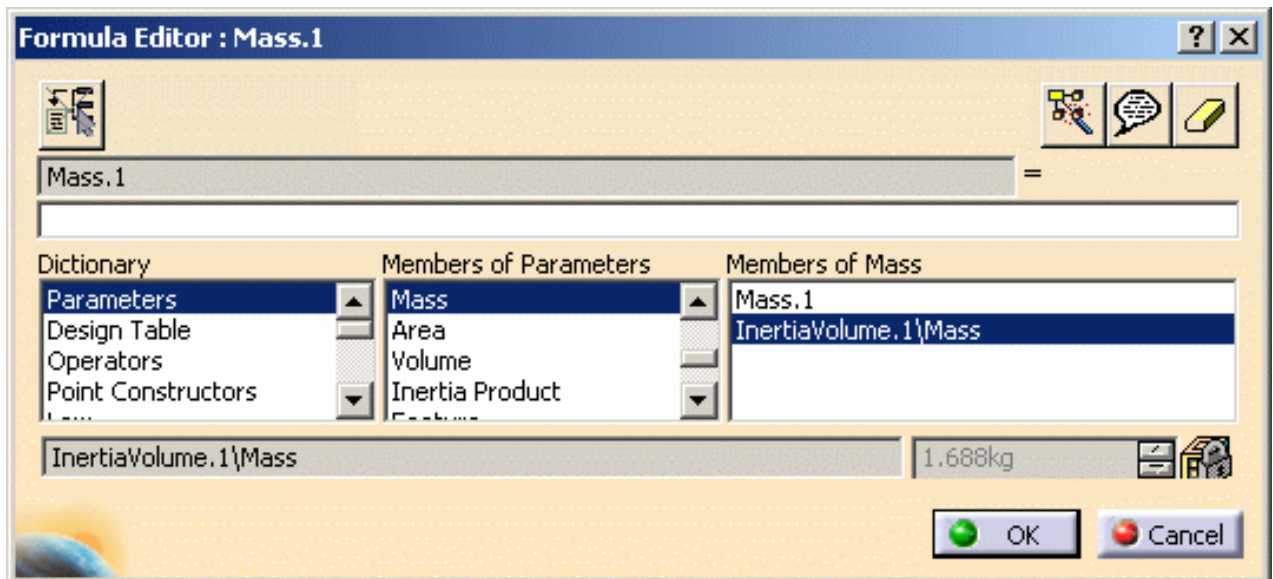 Formula Editor : Mass.1
Mass.1 =
Dictionary Members of Parameters Members of Mass
Parameters Mass Mass.1
Design Table Area InertiaVolume.1\Mass
Operators Volume
Point Constructors Inertia Product
InertiaVolume.1\Mass 1.688kg
OK Cancel